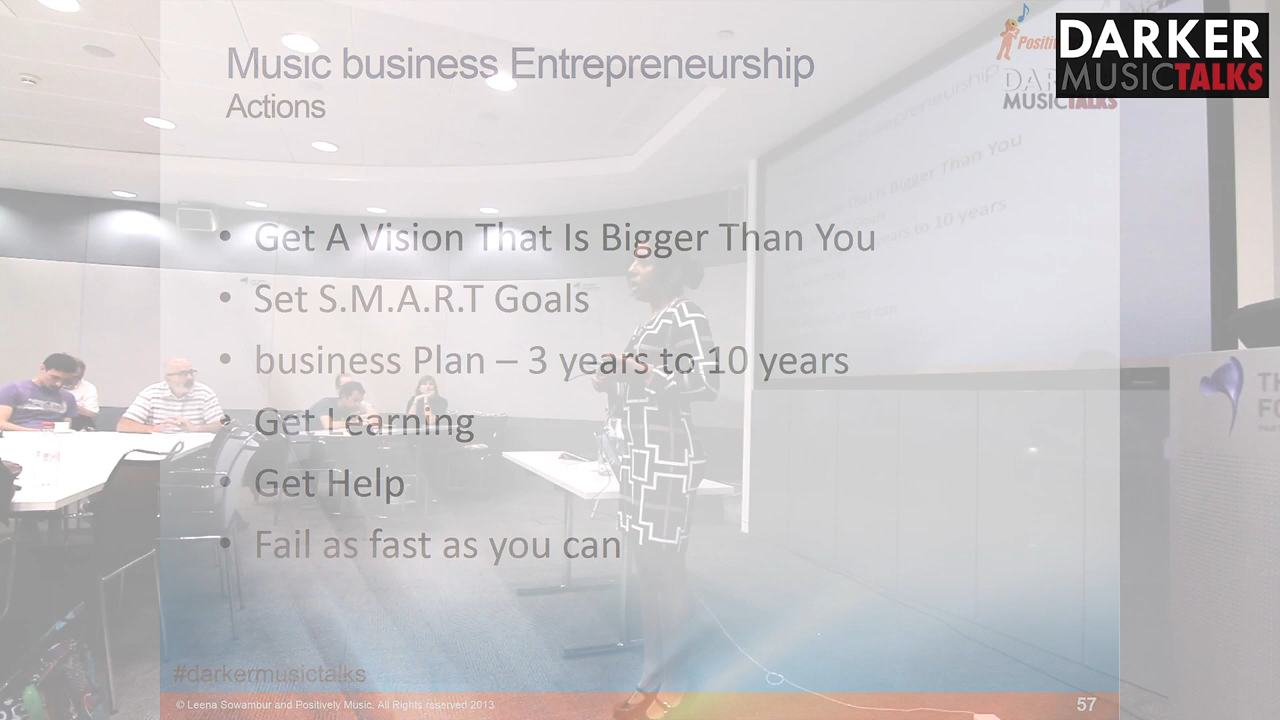 DARKER
MUSICTALKS
Music business Entrepreneurship
Actions
• Get A Vision That Is Bigger Than You
• Set S.M.A.R.T Goals
• business Plan – 3 years to 10 years
• Get Learning
• Get Help
• Fail as fast as you can
#darkermusictalks
© Leena Sowambur and Positively Music. All Rights reserved 2013
57